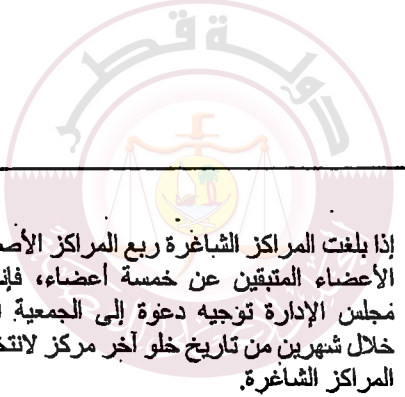 دولة قطر
إذا بلغت المراكز الشاغرة ربع المراكز
الأعضاء المتبقين عن خمسة أعضاء، فإنه
مجلس الإدارة توجيه دعوة إلى الجمعية
خلال شهرين من تاريخ خلو آخر مركز
المراكز الشاغرة.